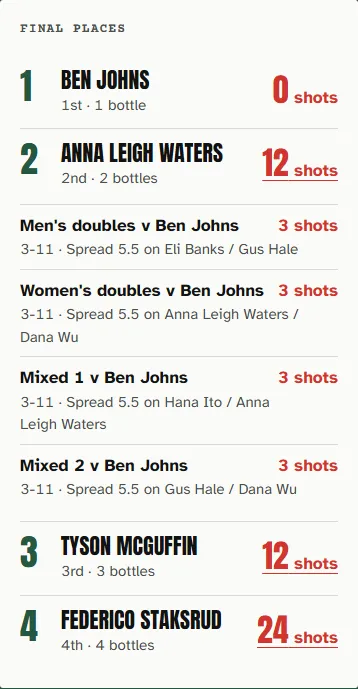 FINAL PLACES
1 BEN JOHNS 0 shots
1st · 1 bottle
2 ANNA LEIGH WATERS 12 shots
2nd · 2 bottles
Men's doubles v Ben Johns 3 shots
3-11 · Spread 5.5 on Eli Banks / Gus Hale
Women's doubles v Ben Johns 3 shots
3-11 · Spread 5.5 on Anna Leigh Waters /
Dana Wu
Mixed 1 v Ben Johns 3 shots
3-11 · Spread 5.5 on Hana Ito / Anna
Leigh Waters
Mixed 2 v Ben Johns 3 shots
3-11 · Spread 5.5 on Gus Hale / Dana Wu
3 TYSON MCGUFFIN 12 shots
3rd · 3 bottles
4 FEDERICO STAKSRUD 24 shots
4th · 4 bottles